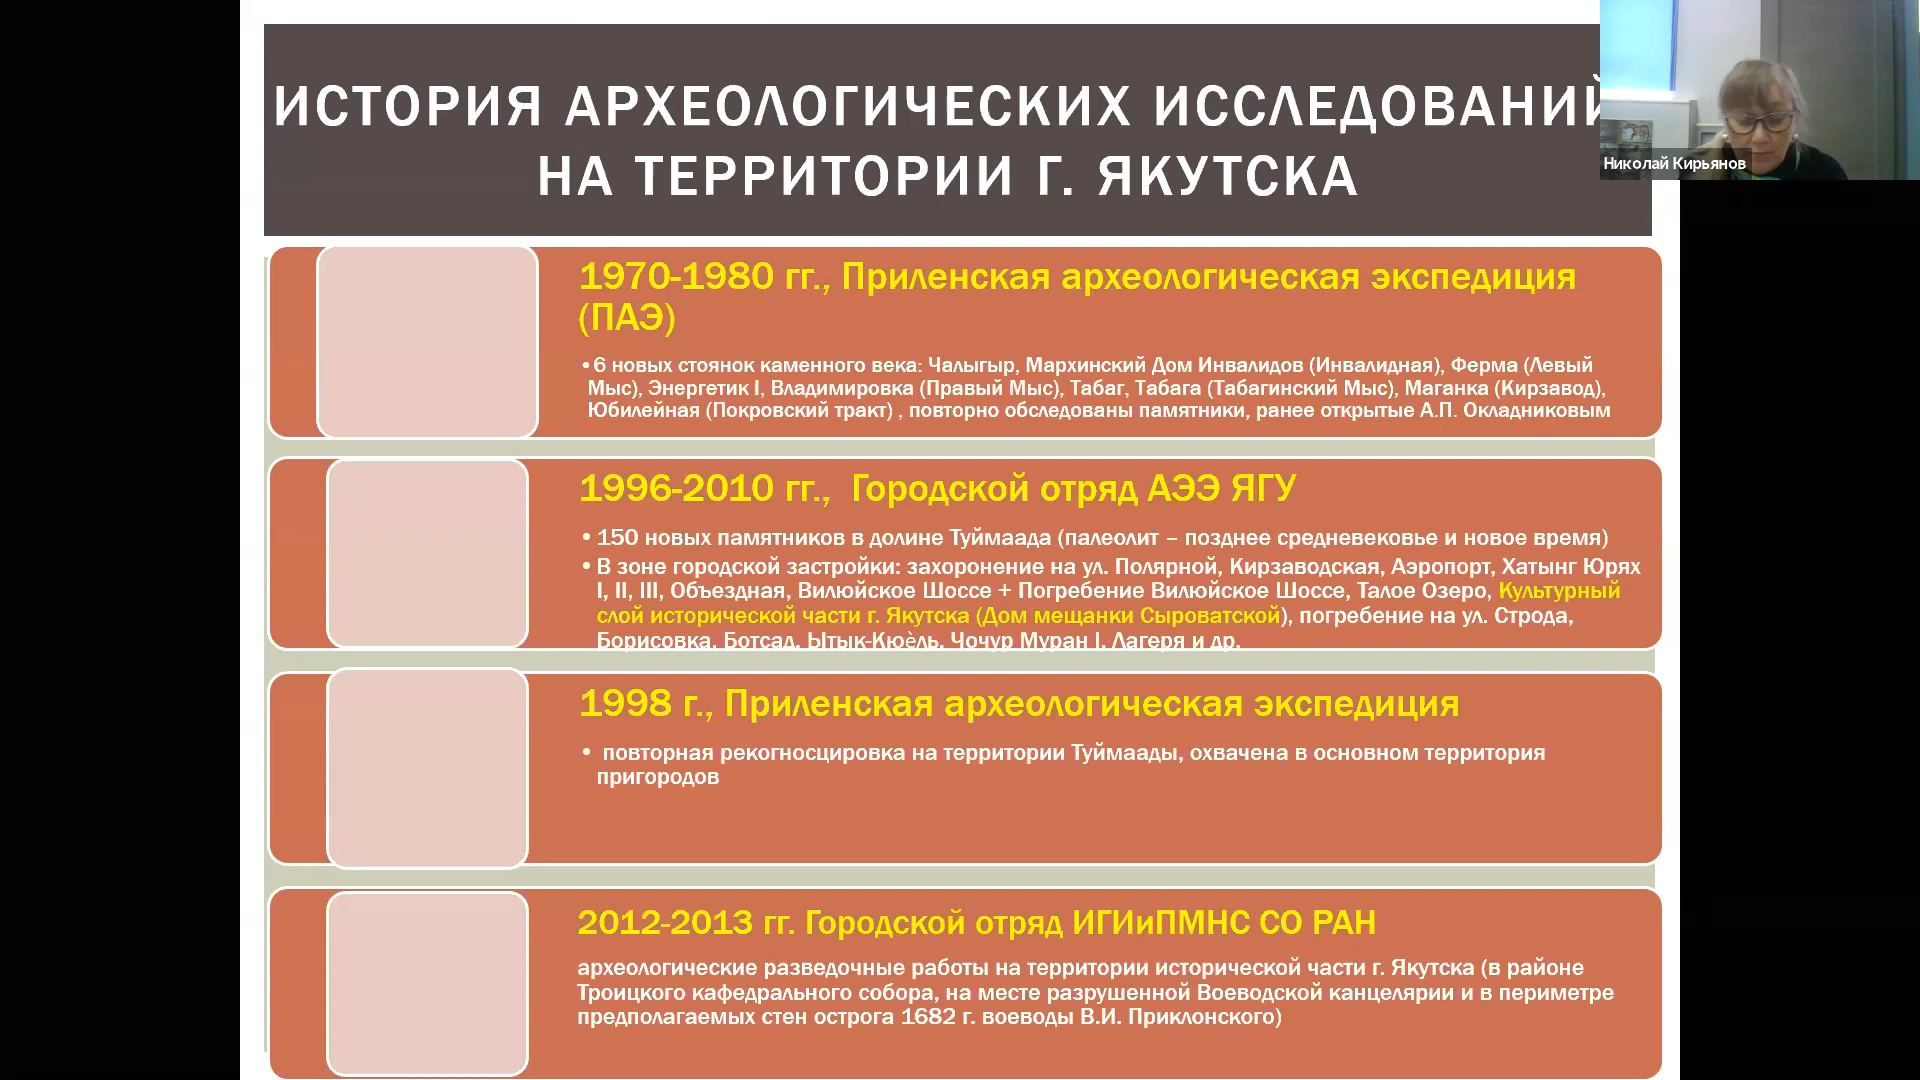 ИСТОРИЯ АРХЕОЛОГИЧЕСКИХ ИССЛЕДОВАНИЙ
НА ТЕРРИТОРИИ Г. ЯКУТСКА
Николай Кирьянов
1970-1980 гг., Приленская археологическая экспедиция
(ПАЭ)
•6 новых стоянок каменного века: Чалыгыр, Мархинский Дом Инвалидов (Инвалидная), Ферма (Левый
Мыс), Энергетик I, Владимировка (Правый Мыс), Табаг, Табага (Табагинский Мыс), Маганка (Кирзавод),
Юбилейная (Покровский тракт) , повторно обследованы памятники, ранее открытые А.П. Окладниковым
1996-2010 гг., Городской отряд АЭЭ ЯГУ
• 150 новых памятников в долине Туймаада (палеолит – позднее средневековье и новое время)
• В зоне городской застройки: захоронение на ул. Полярной, Кирзаводская, Аэропорт, Хатынг Юрях
I, II, III, Объездная, Вилюйское Шоссе + Погребение Вилюйское Шоссе, Талое Озеро, Культурный
слой исторической части г. Якутска (Дом мещанки Сыроватской), погребение на ул. Строда,
Борисовка, Ботсад, Ытык-Кюѐль, Чочур Муран I, Лагеря и др.
1998 г., Приленская археологическая экспедиция
• повторная рекогносцировка на территории Туймаады, охвачена в основном территория
пригородов
2012-2013 гг. Городской отряд ИГИиПМНС СО РАН
археологические разведочные работы на территории исторической части г. Якутска (в районе
Троицкого кафедрального собора, на месте разрушенной Воеводской канцелярии и в периметре
предполагаемых стен острога 1682 г. воеводы В.И. Приклонского)